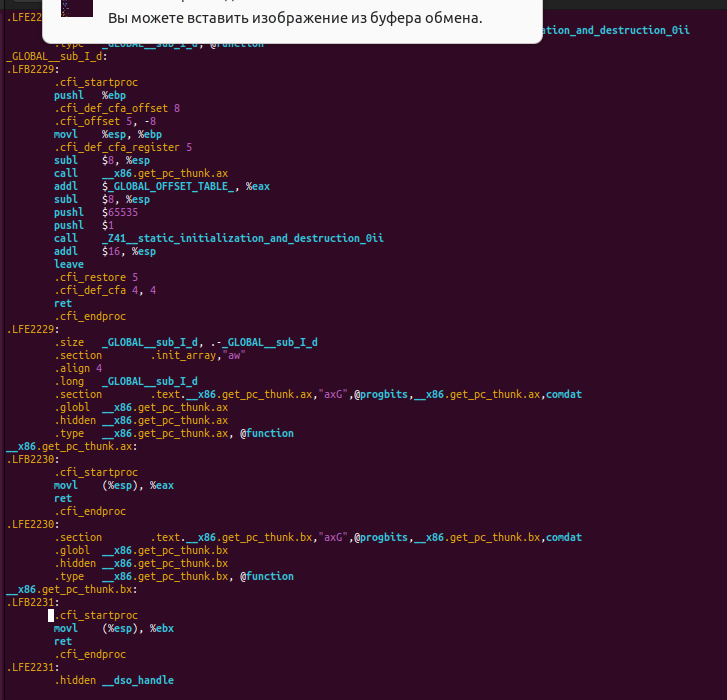 Вы можете вставить изображение из буфера обмена.
.LFE22
ation_and_destruction_0ii
.type _GLOBAL__sub_I_d, @function
_GLOBAL__sub_I_d:
.LFB2229:
.cfi_startproc
pushl %ebp
.cfi_def_cfa_offset 8
.cfi_offset 5, -8
movl %esp, %ebp
.cfi_def_cfa_register 5
subl $8, %esp
call __x86.get_pc_thunk.ax
addl $_GLOBAL_OFFSET_TABLE_, %eax
subl $8, %esp
pushl $65535
pushl $1
call _Z41__static_initialization_and_destruction_0ii
addl $16, %esp
leave
.cfi_restore 5
.cfi_def_cfa 4, 4
ret
.cfi_endproc
.LFE2229:
.size _GLOBAL__sub_I_d, .-_GLOBAL__sub_I_d
.section .init_array,"aw"
.align 4
.long _GLOBAL__sub_I_d
.section .text.__x86.get_pc_thunk.ax,"axG",@progbits,__x86.get_pc_thunk.ax,comdat
.globl __x86.get_pc_thunk.ax
.hidden __x86.get_pc_thunk.ax
.type __x86.get_pc_thunk.ax, @function
__x86.get_pc_thunk.ax:
.LFB2230:
.cfi_startproc
movl (%esp), %eax
ret
.cfi_endproc
.LFE2230:
.section .text.__x86.get_pc_thunk.bx,"axG",@progbits,__x86.get_pc_thunk.bx,comdat
.globl __x86.get_pc_thunk.bx
.hidden __x86.get_pc_thunk.bx
.type __x86.get_pc_thunk.bx, @function
__x86.get_pc_thunk.bx:
.LFB2231:
.cfi_startproc
movl (%esp), %ebx
ret
.cfi_endproc
.LFE2231:
.hidden __dso_handle